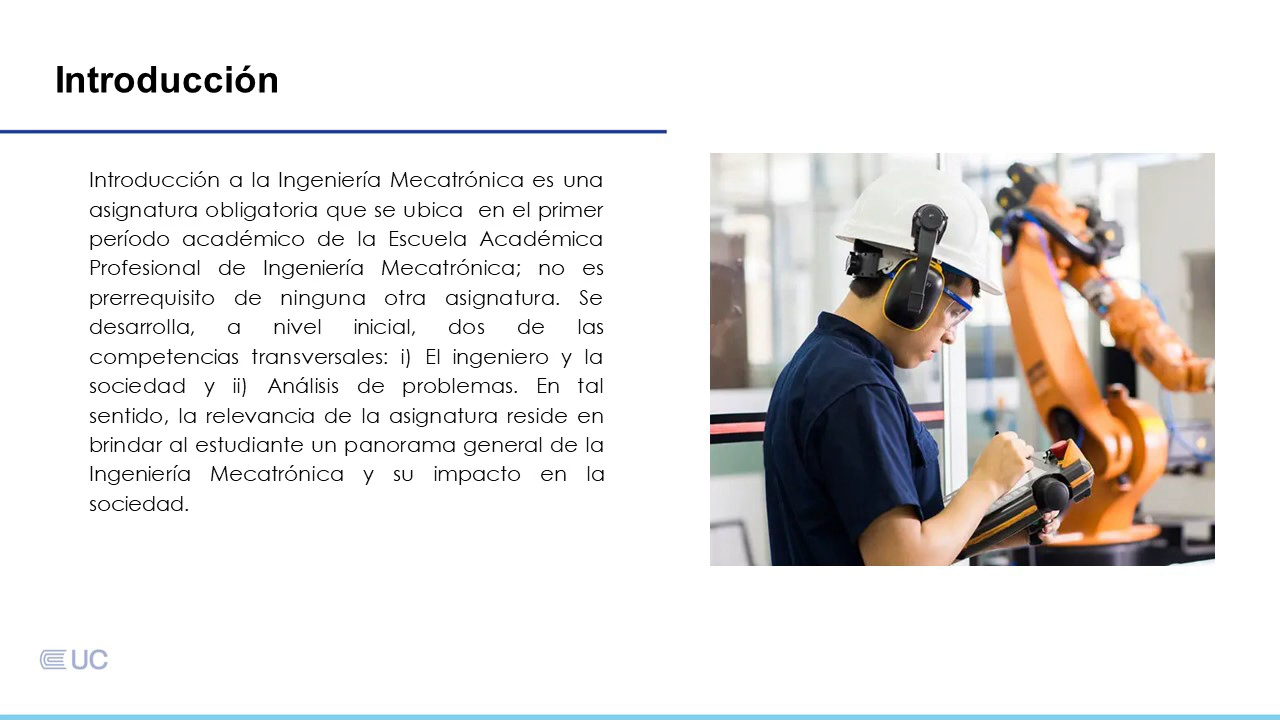 Introducción
Introducción a la Ingeniería Mecatrónica es una
asignatura obligatoria que se ubica  en el primer
período académico de la Escuela Académica
Profesional de Ingeniería Mecatrónica; no es
prerrequisito de ninguna otra asignatura. Se
desarrolla, a nivel inicial, dos de las
competencias transversales: i) El ingeniero y la
sociedad y ii) Análisis de problemas. En tal
sentido, la relevancia de la asignatura reside en
brindar al estudiante un panorama general de la
Ingeniería Mecatrónica y su impacto en la
sociedad.
UC